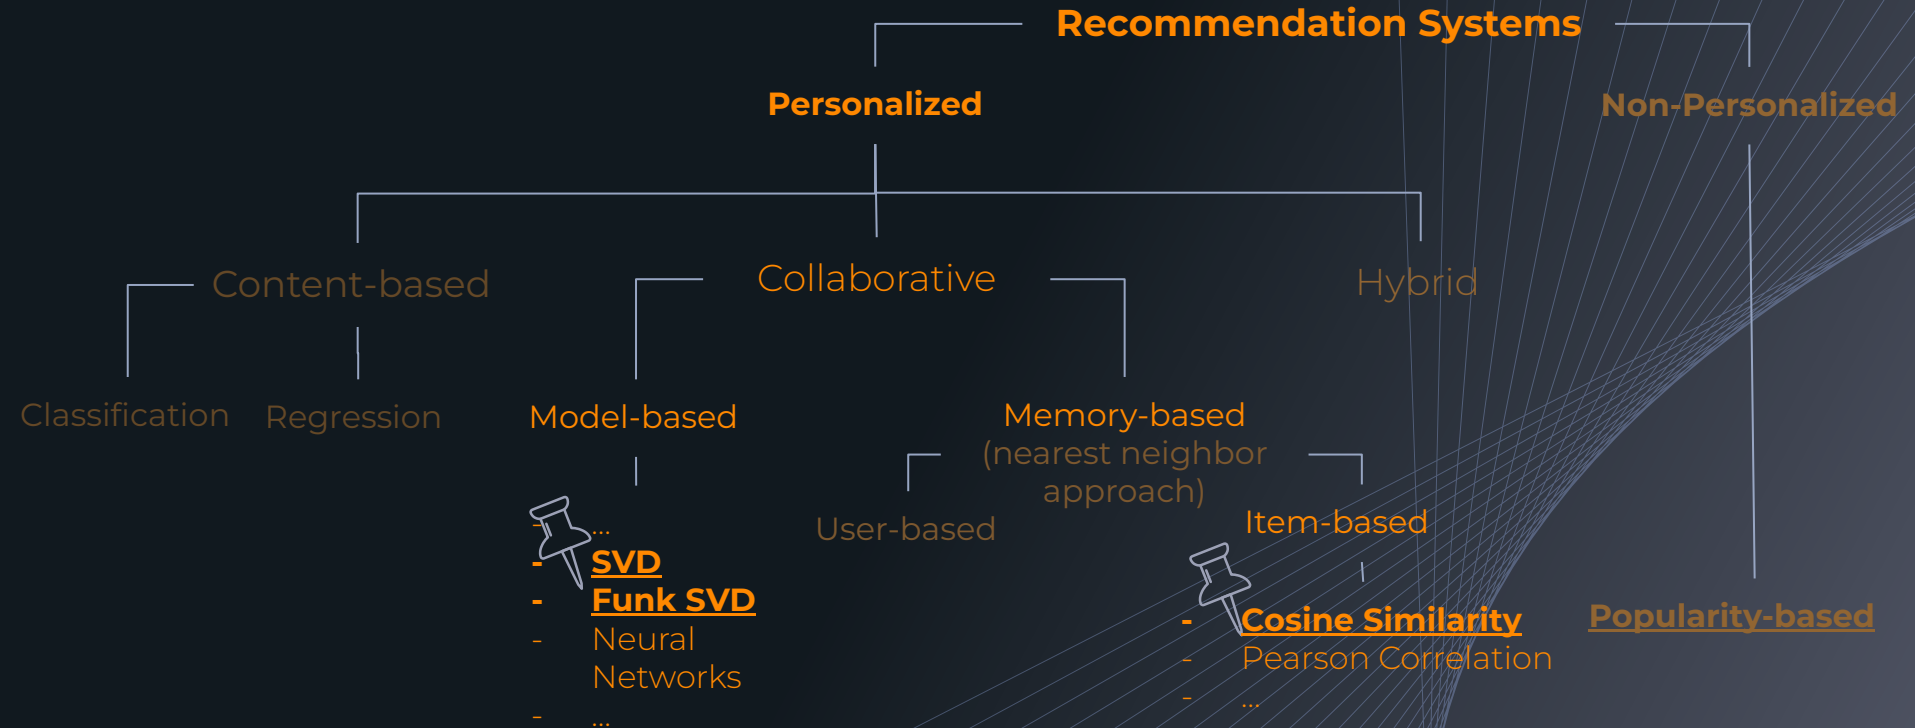 Recommendation Systems
Personalized
Non-Personalized
Content-based
Collaborative
Hybrid
Classification
Regression
Model-based
Memory-based
(nearest neighbor
approach)
User-based
Item-based
- ...
- SVD
- Funk SVD
- Neural
Networks
- ...
- Cosine Similarity
- Pearson Correlation
- ...
Popularity-based